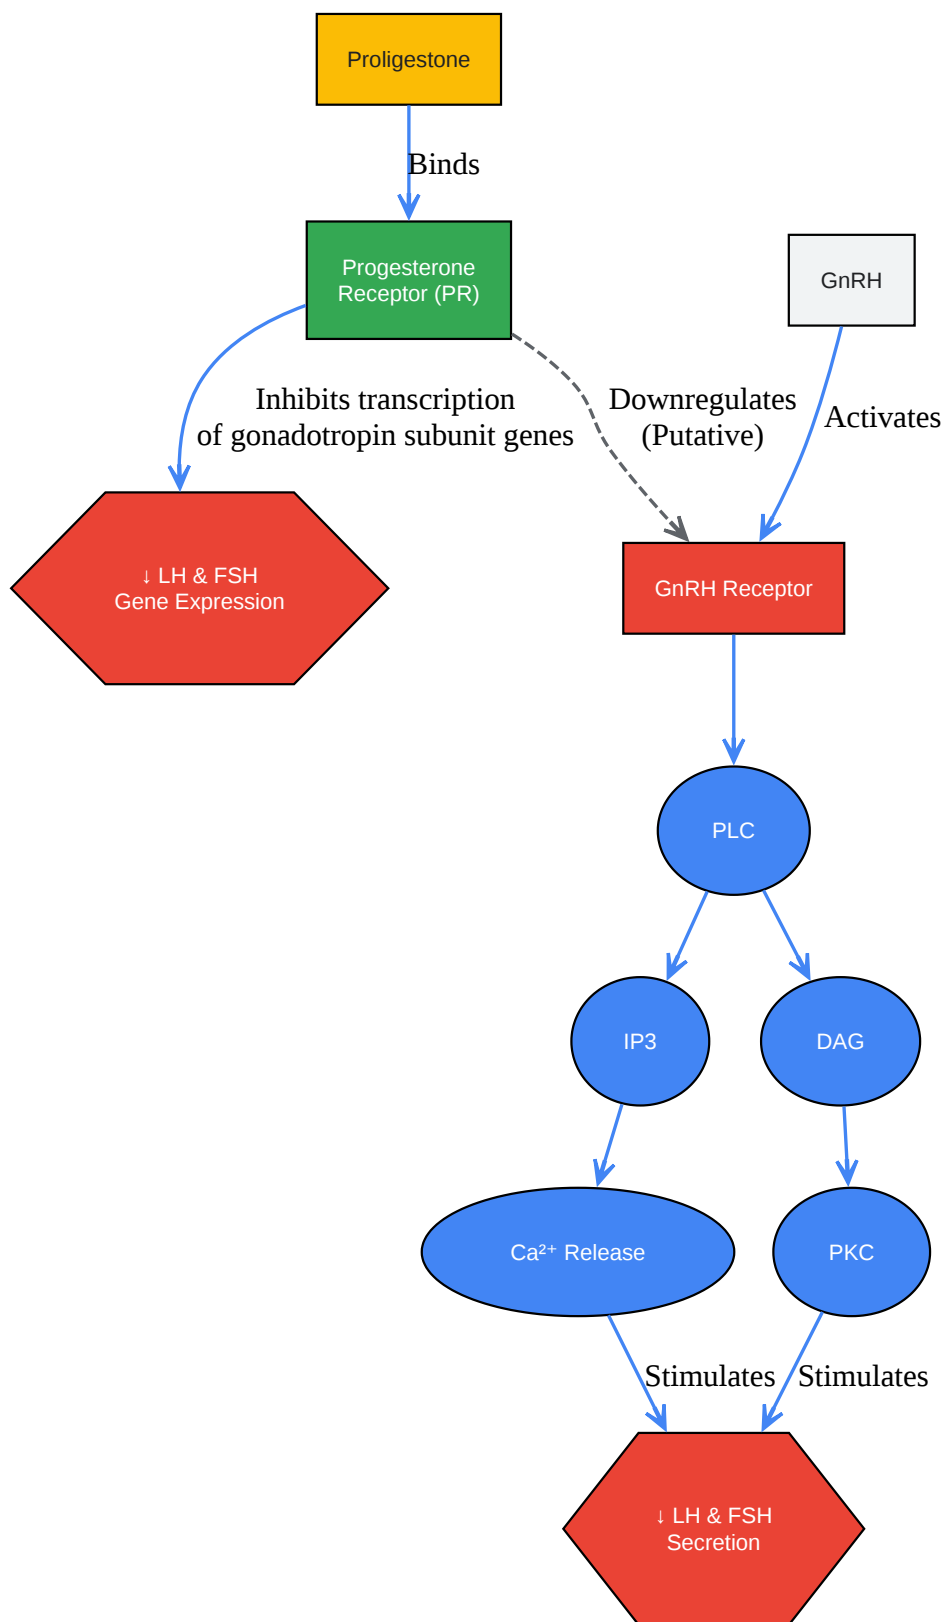 Proligestone
Binds
Progesterone
Receptor (PR)
GnRH
Inhibits transcription
of gonadotropin subunit genes
Downregulates
(Putative)
Activates
↓ LH & FSH
Gene Expression
GnRH Receptor
PLC
IP3
DAG
Ca²⁺ Release
PKC
Stimulates
Stimulates
↓ LH & FSH
Secretion